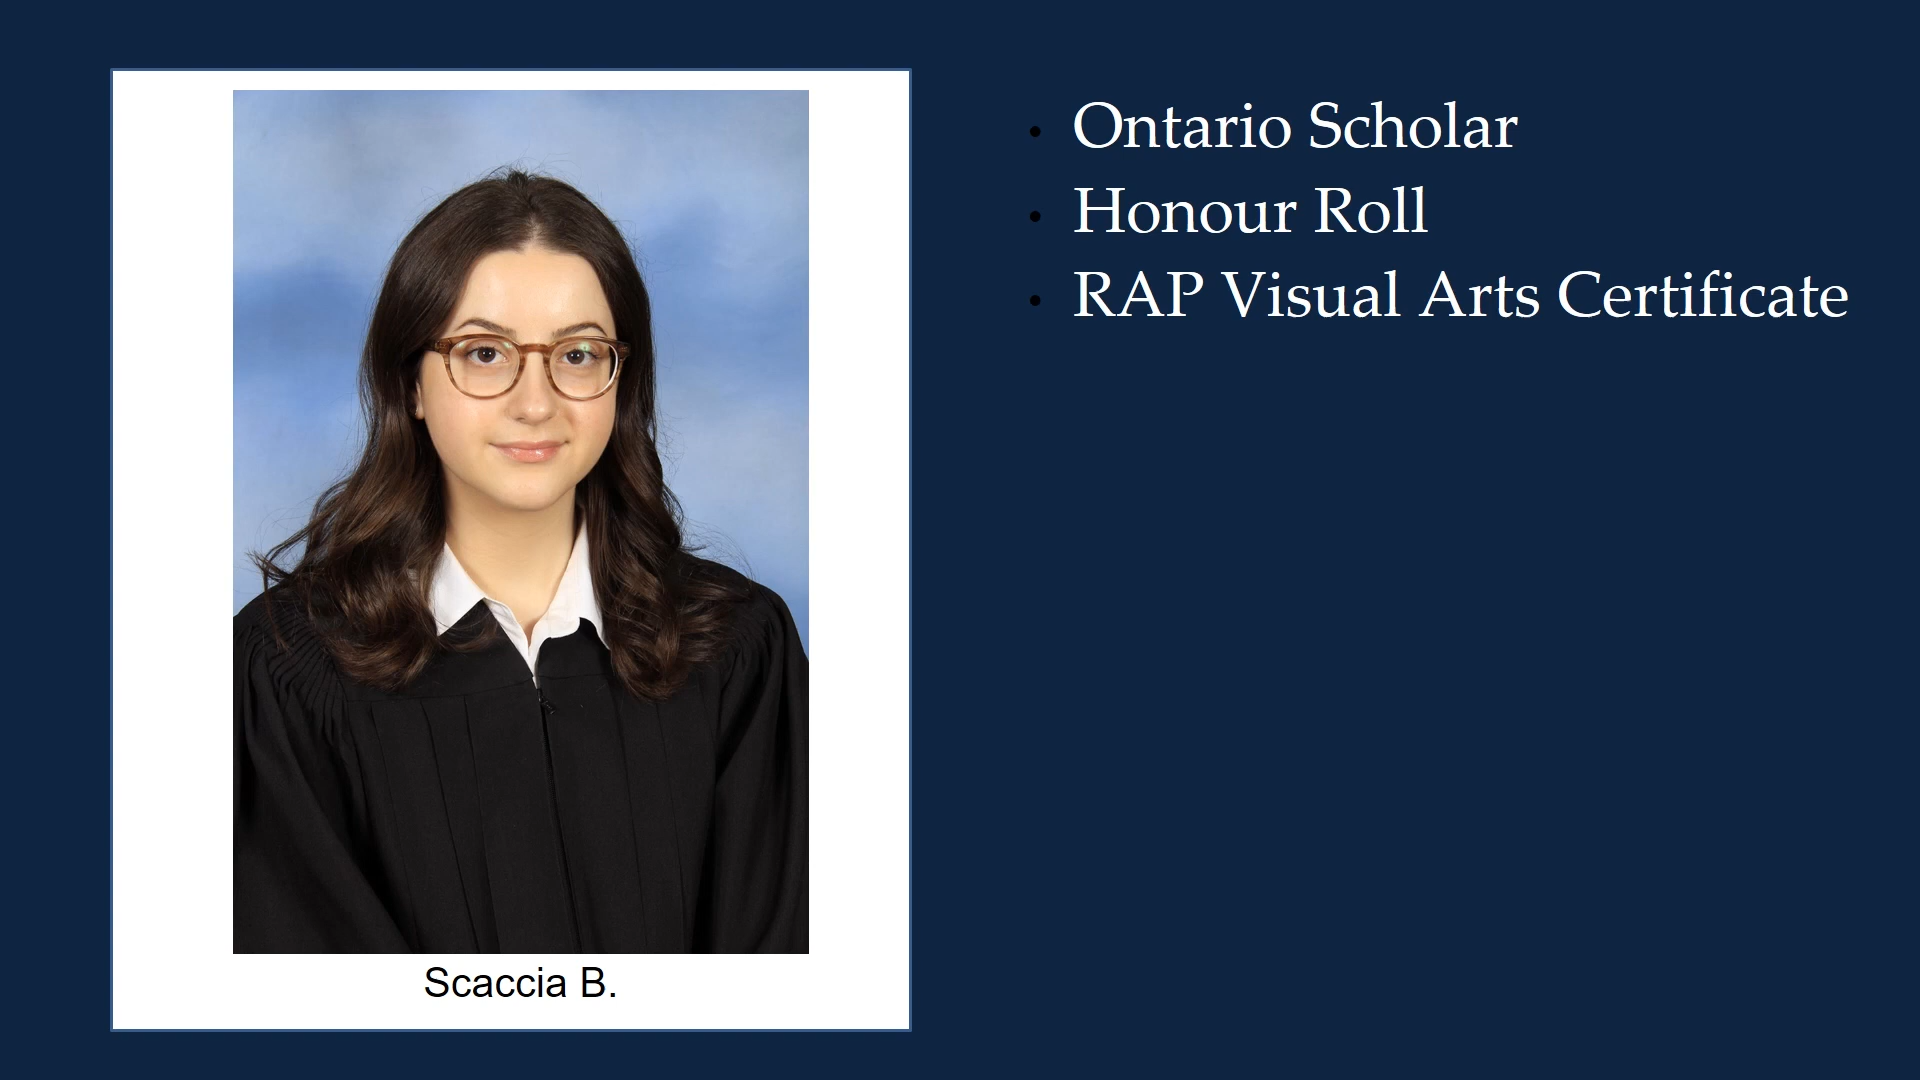 Ontario Scholar
Honour Roll
RAP Visual Arts Certificate
Scaccia B.